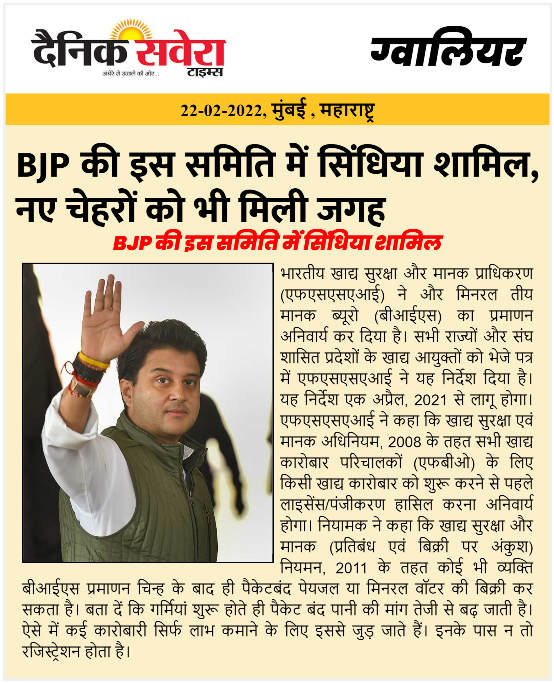 दैनिक सवेरा
अंधेरे से उजाले की ओर...
टाइम्स
ग्वालियर
22-02-2022, मुंबई , महाराष्ट्र
BJP की इस समिति में सिंधिया शामिल,
नए चेहरों को भी मिली जगह
BJP की इस समिति में सिंधिया शामिल
भारतीय खाद्य सुरक्षा और मानक प्राधिकरण
(एफएसएसएआई) ने और मिनरल तीय
मानक ब्यूरो (बीआईएस) का प्रमाणन
अनिवार्य कर दिया है। सभी राज्यों और संघ
शासित प्रदेशों के खाद्य आयुक्तों को भेजे पत्र
में एफएसएसएआई ने यह निर्देश दिया है।
यह निर्देश एक अप्रैल, 2021 से लागू होगा।
एफएसएसएआई ने कहा कि खाद्य सुरक्षा एवं
मानक अधिनियम, 2008 के तहत सभी खाद्य
कारोबार परिचालकों (एफबीओ) के लिए
किसी खाद्य कारोबार को शुरू करने से पहले
लाइसेंस/पंजीकरण हासिल करना अनिवार्य
होगा। नियामक ने कहा कि खाद्य सुरक्षा और
मानक (प्रतिबंध एवं बिक्री पर अंकुश)
नियमन, 2011 के तहत कोई भी व्यक्ति
बीआईएस प्रमाणन चिन्ह के बाद ही पैकेटबंद पेयजल या मिनरल वॉटर की बिक्री कर
सकता है। बता दें कि गर्मियां शुरू होते ही पैकेट बंद पानी की मांग तेजी से बढ़ जाती है।
ऐसे में कई कारोबारी सिर्फ लाभ कमाने के लिए इससे जुड़ जाते हैं। इनके पास न तो
रजिस्ट्रेशन होता है।